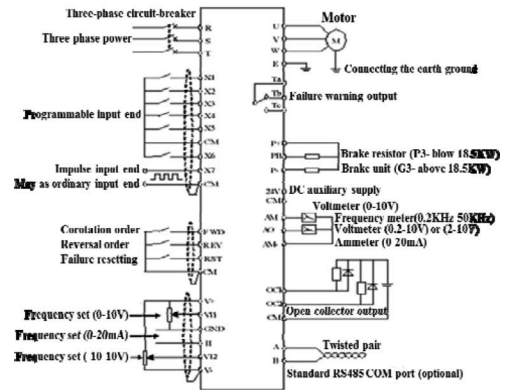 Three-phase circuit-breaker
Three phase power
R
S
T
U
V
W
E
Motor
M
Connecting the earth ground
Ta
Tb
Tc
Failure warning output
Programmable input end
X1
X2
X3
X4
X5
CM
X6
Impulse input end
X7
May as ordinary input end
CM
P+
PB
Brake resistor (P3- blow 18.5KW)
P-
Brake unit (G3- above 18.5KW)
24V
DC auxiliary supply
CM
Voltmeter (0-10V)
AM
Frequency meter(0.2KHz 50KHz)
AO
Voltmeter (0.2-10V) or (2-10V)
Ammeter (0 20mA)
Corotation order
FWD
Reversal order
REV
Failure resetting
RST
CM
OC1
OC2
CM
Open collector output
V+
Frequency set (0-10V)
VI1
GND
Frequency set (0-20mA)
II
Frequency set ( 10 10V)
VI2
V-
A
B
Twisted pair
Standard RS485 COM port (optional)